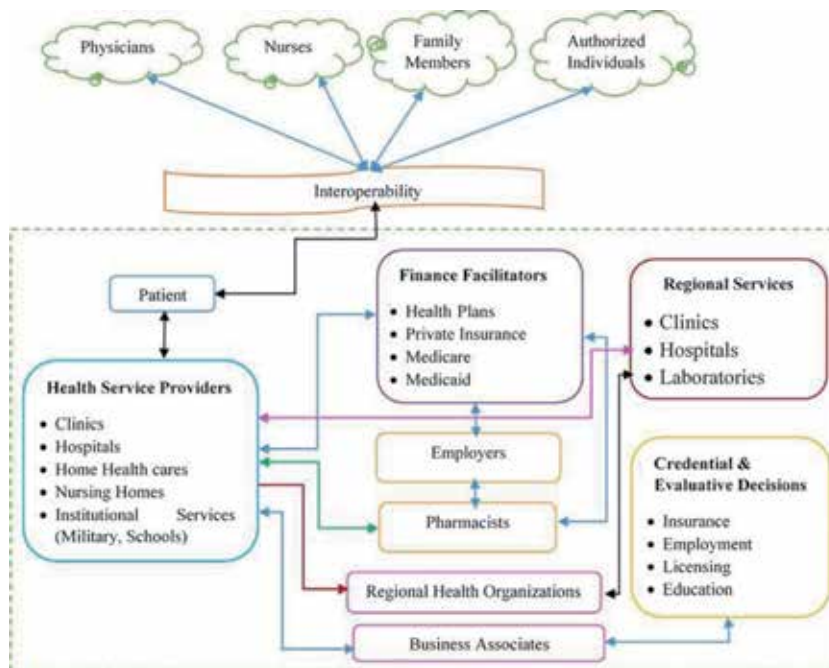 Physicians
Nurses
Family
Members
Authorized
Individuals
Interoperability
Patient
Finance Facilitators
• Health Plans
• Private Insurance
• Medicare
• Medicaid
Regional Services
• Clinics
• Hospitals
• Laboratories
Health Service Providers
• Clinics
• Hospitals
• Home Health cares
• Nursing Homes
• Institutional Services
(Military, Schools)
Employers
Pharmacists
Credential &
Evaluative Decisions
• Insurance
• Employment
• Licensing
• Education
Regional Health Organizations
Business Associates